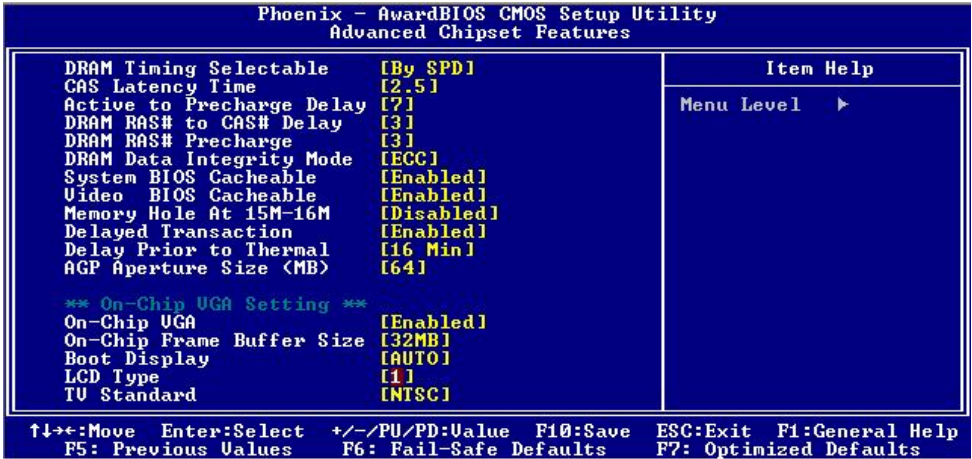 Phoenix - AwardBIOS CMOS Setup Utility
Advanced Chipset Features
DRAM Timing Selectable [By SPD]
CAS Latency Time [2.5]
Active to Precharge Delay [7]
DRAM RAS# to CAS# Delay [3]
DRAM RAS# Precharge [3]
DRAM Data Integrity Mode [ECC]
System BIOS Cacheable [Enabled]
Video BIOS Cacheable [Enabled]
Memory Hole At 15M-16M [Disabled]
Delayed Transaction [Enabled]
Delay Prior to Thermal [16 Min]
AGP Aperture Size (MB) [64]
** On-Chip VGA Setting **
On-Chip VGA [Enabled]
On-Chip Frame Buffer Size [32MB]
Boot Display [AUTO]
LCD Type [1]
TV Standard [NTSC]
Item Help
Menu Level ▶
↑↓→←:Move Enter:Select +/-/PU/PD:Value F10:Save ESC:Exit F1:General Help
F5: Previous Values F6: Fail-Safe Defaults F7: Optimized Defaults